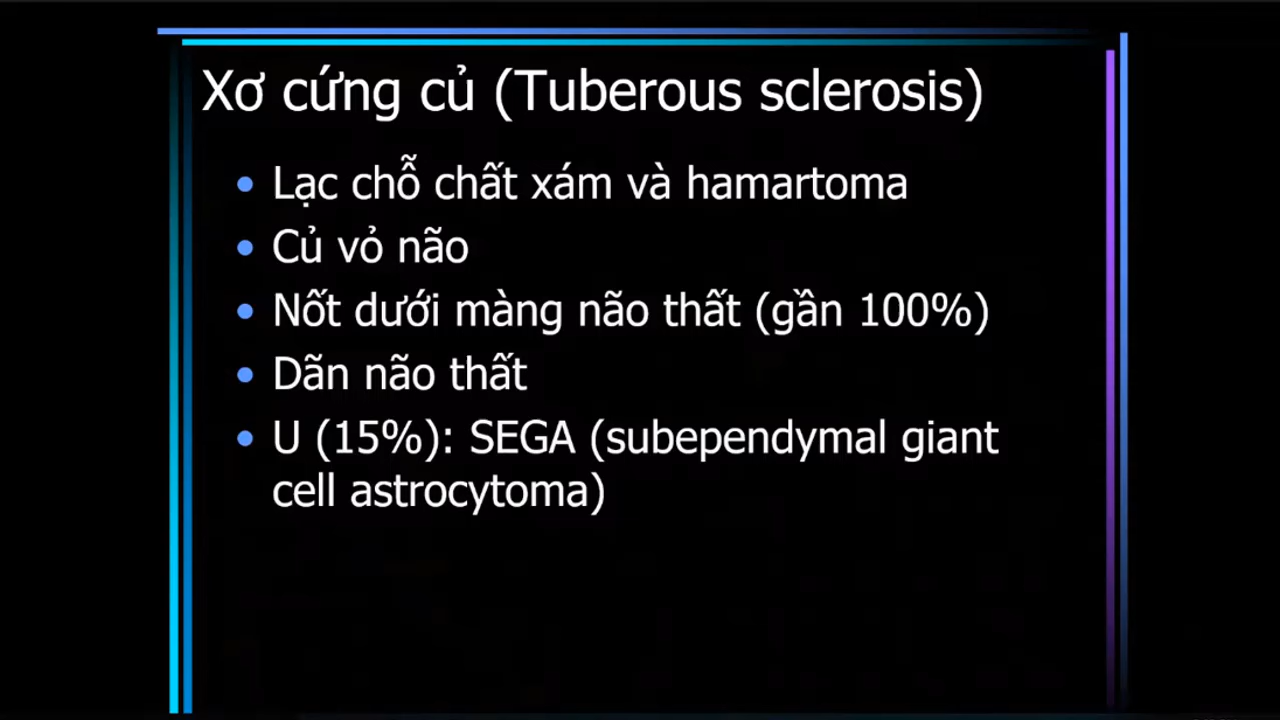 Xơ cứng củ (Tuberous sclerosis)
• Lạc chỗ chất xám và hamartoma
• Củ vỏ não
• Nốt dưới màng não thất (gần 100%)
• Dãn não thất
• U (15%): SEGA (subependymal giant
cell astrocytoma)